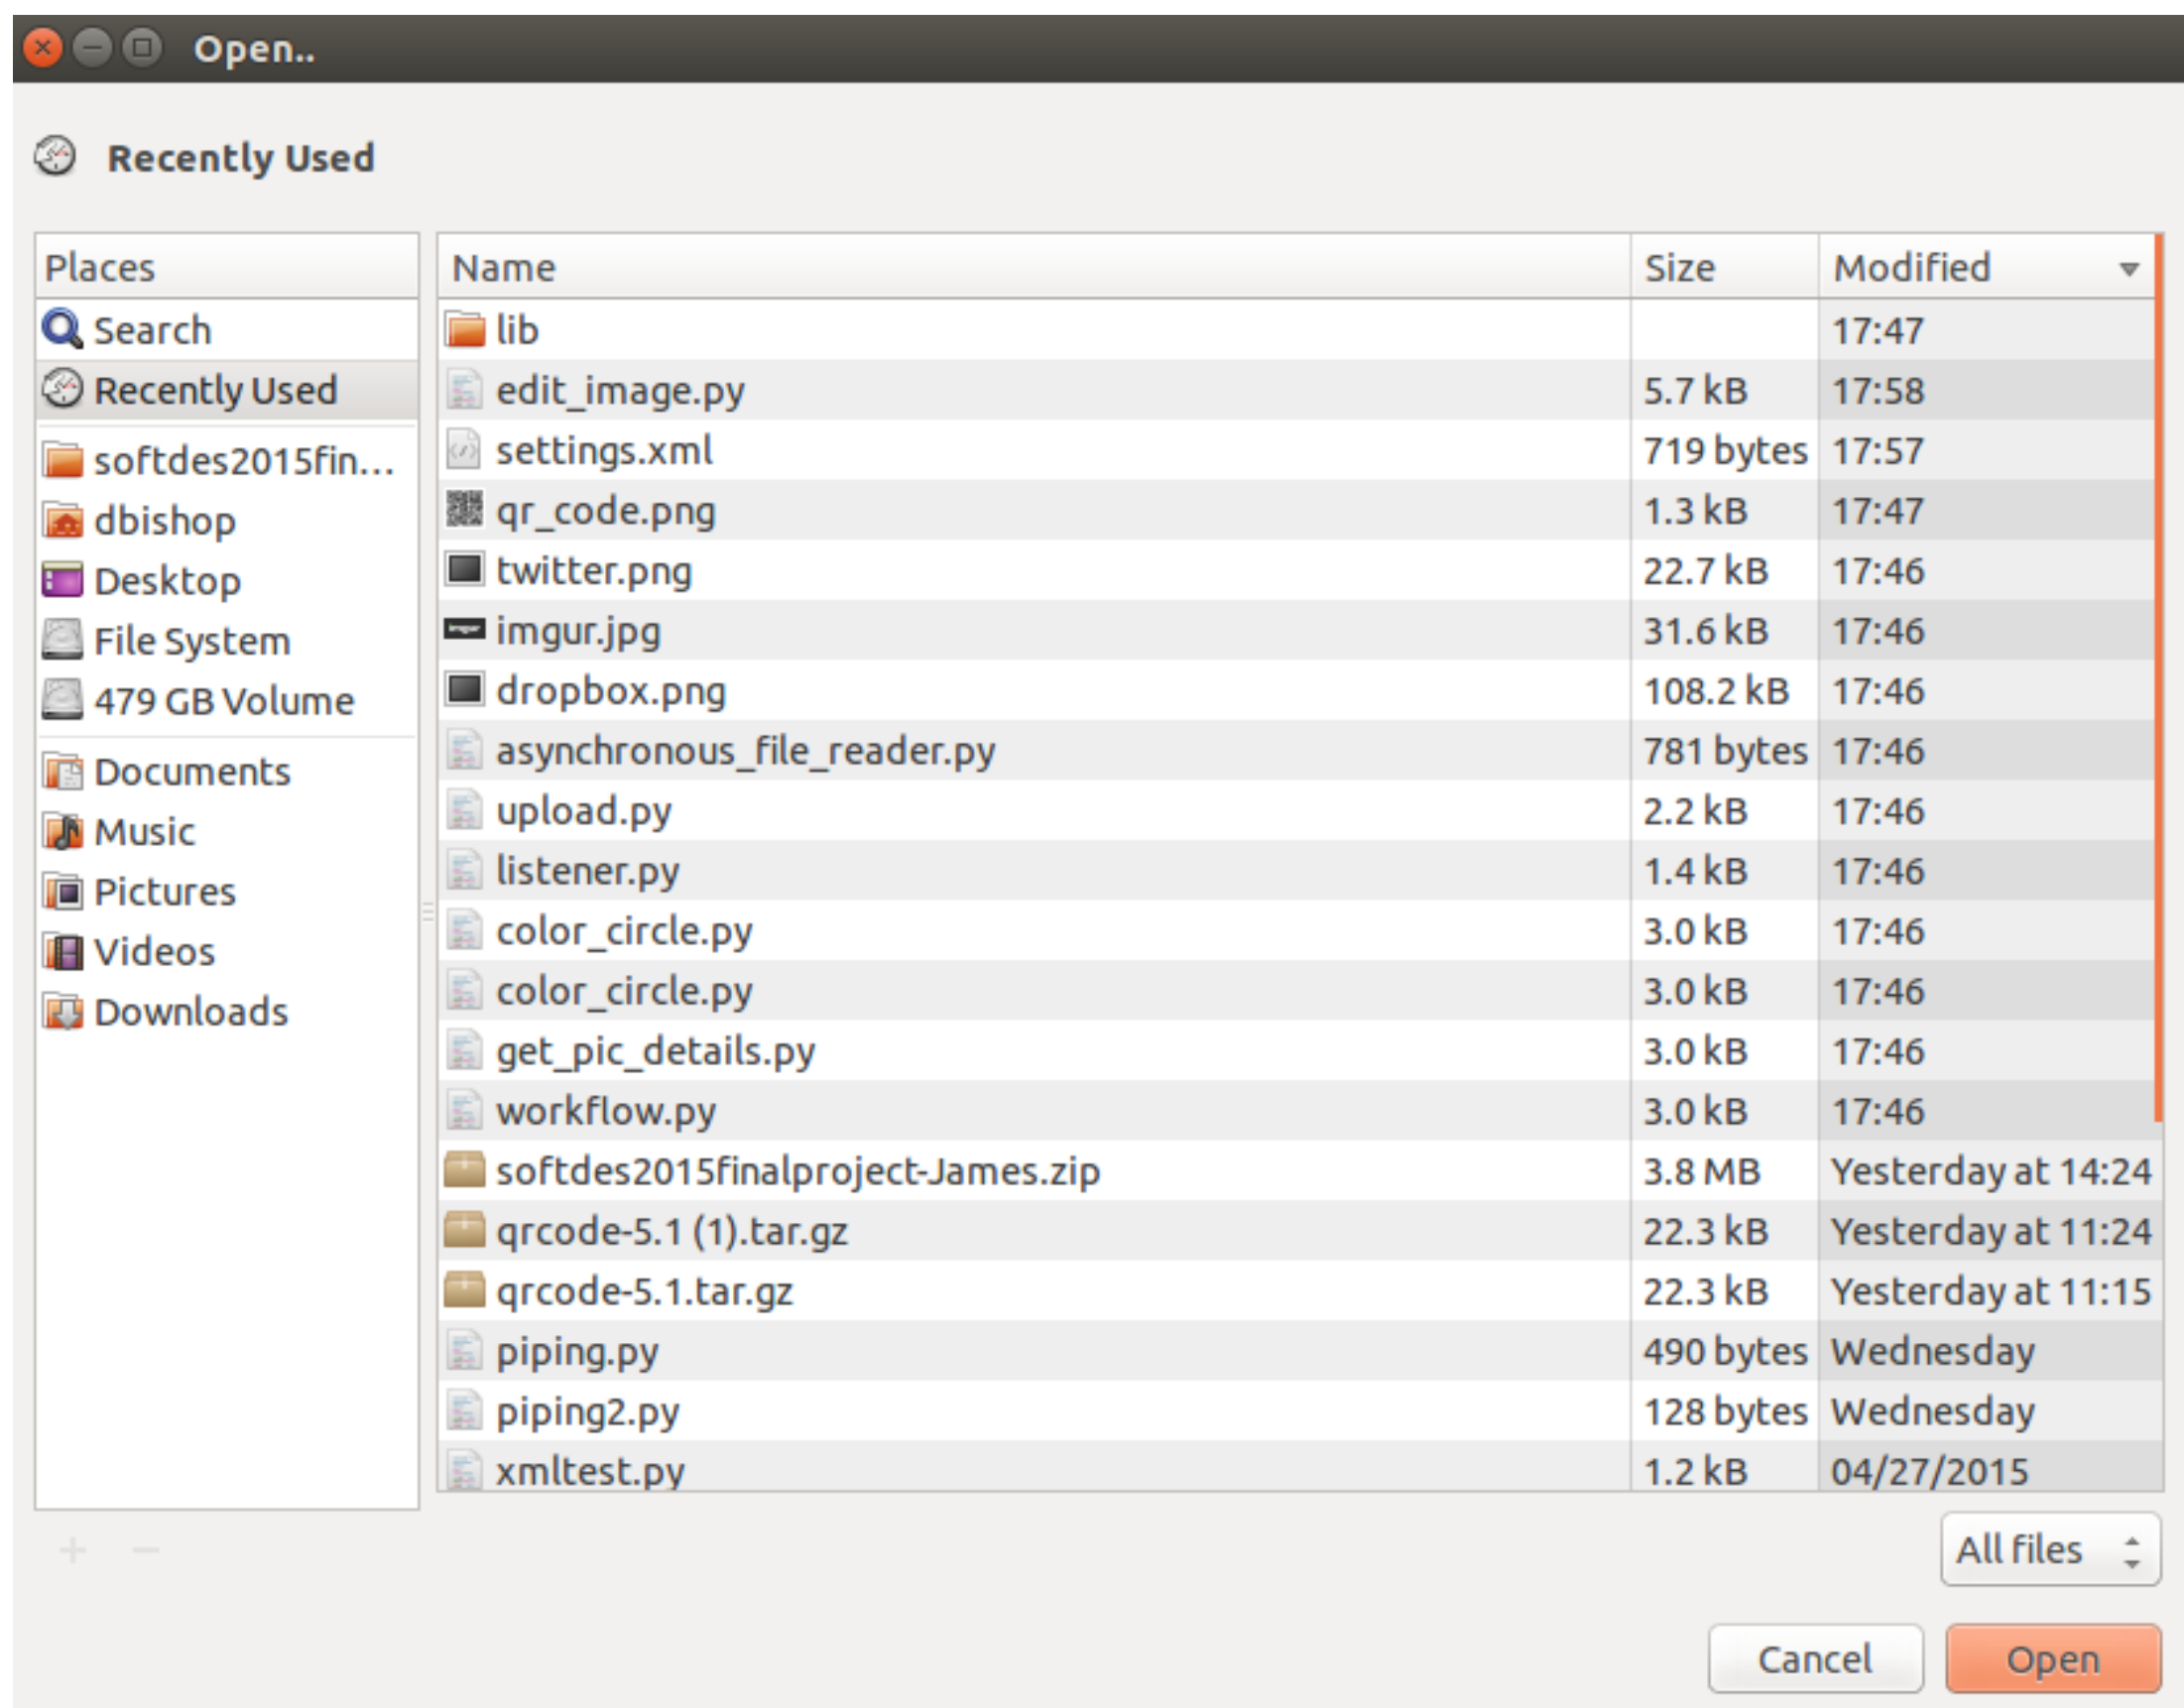 Open..
Recently Used
Places
Search
Recently Used
softdes2015fin...
dbishop
Desktop
File System
479 GB Volume
Documents
Music
Pictures
Videos
Downloads
Name Size Modified
lib 17:47
edit_image.py 5.7 kB 17:58
settings.xml 719 bytes 17:57
qr_code.png 1.3 kB 17:47
twitter.png 22.7 kB 17:46
imgur.jpg 31.6 kB 17:46
dropbox.png 108.2 kB 17:46
asynchronous_file_reader.py 781 bytes 17:46
upload.py 2.2 kB 17:46
listener.py 1.4 kB 17:46
color_circle.py 3.0 kB 17:46
color_circle.py 3.0 kB 17:46
get_pic_details.py 3.0 kB 17:46
workflow.py 3.0 kB 17:46
softdes2015finalproject-James.zip 3.8 MB Yesterday at 14:24
qrcode-5.1 (1).tar.gz 22.3 kB Yesterday at 11:24
qrcode-5.1.tar.gz 22.3 kB Yesterday at 11:15
piping.py 490 bytes Wednesday
piping2.py 128 bytes Wednesday
xmltest.py 1.2 kB 04/27/2015
All files
Cancel Open